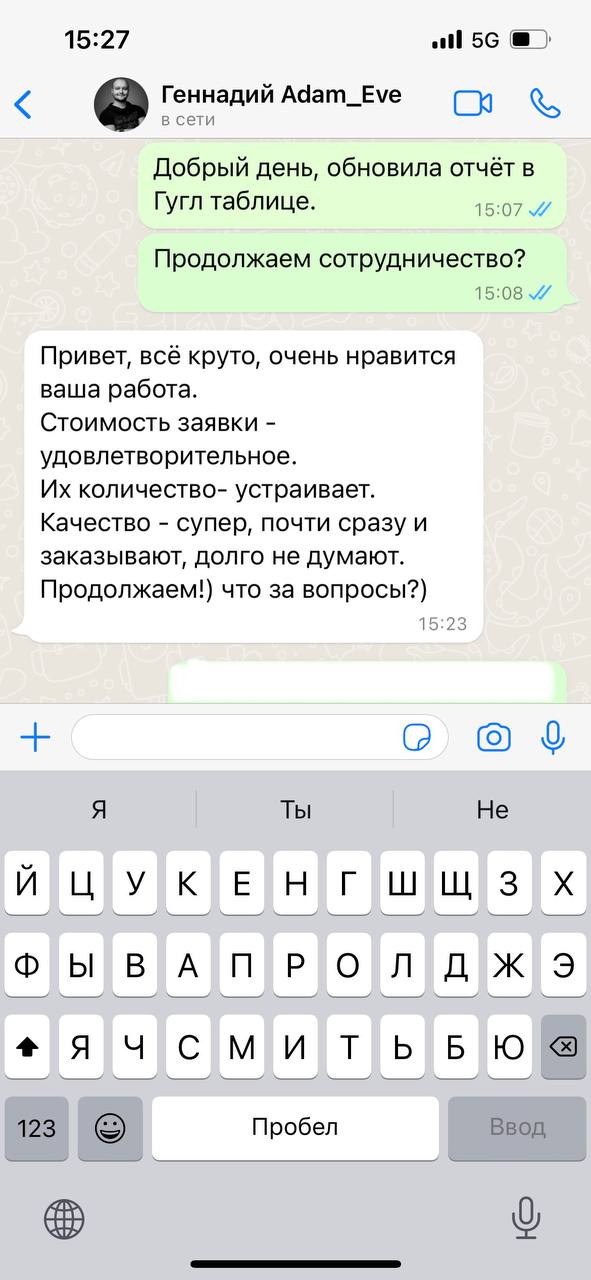 15:27
5G
Геннадий Adam_Eve
в сети
Добрый день, обновила отчёт в
Гугл таблице.
15:07
Продолжаем сотрудничество?
15:08
Привет, всё круто, очень нравится
ваша работа.
Стоимость заявки -
удовлетворительное.
Их количество- устраивает.
Качество - супер, почти сразу и
заказывают, долго не думают.
Продолжаем!) что за вопросы?)
15:23
Я Ты Не
Й Ц У К Е Н Г Ш Щ З Х
Ф Ы В А П Р О Л Д Ж Э
Я Ч С М И Т Ь Б Ю
123 Пробел Ввод